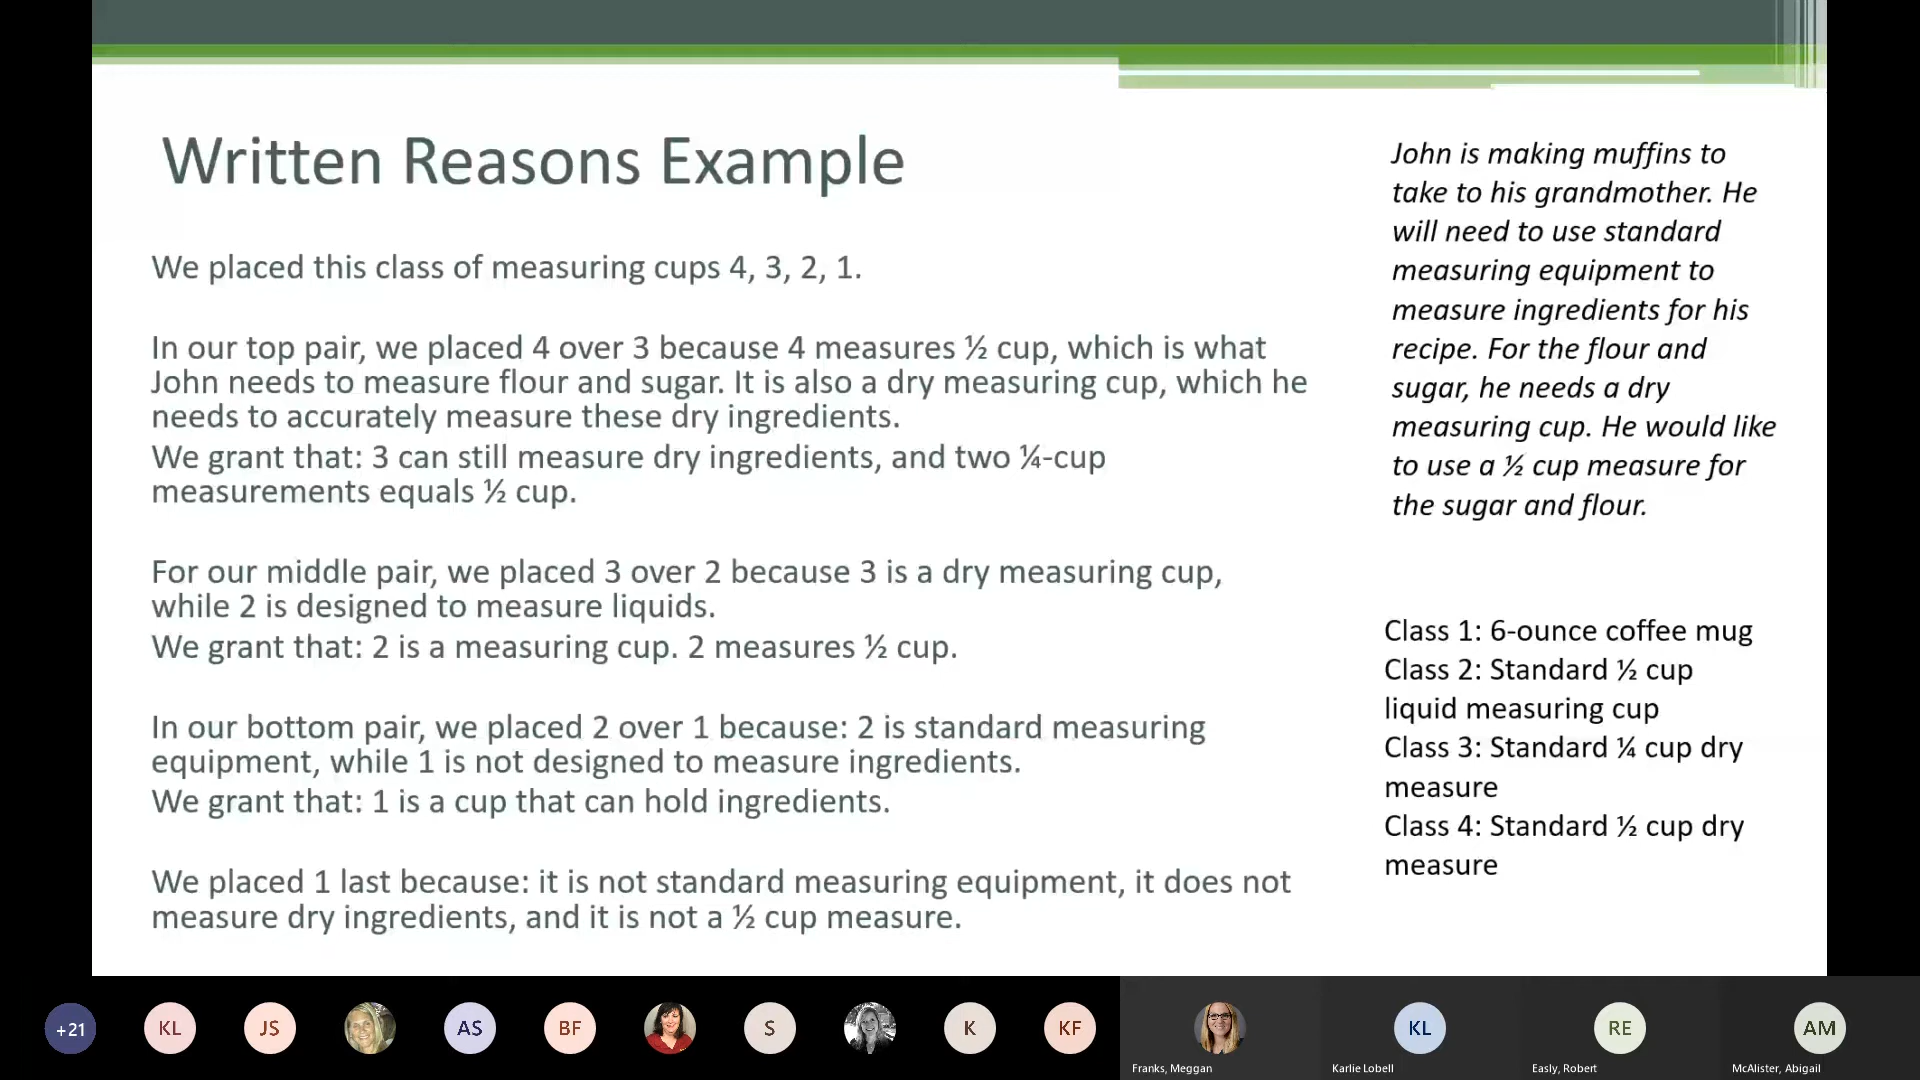 Written Reasons Example
We placed this class of measuring cups 4, 3, 2, 1.
In our top pair, we placed 4 over 3 because 4 measures ½ cup, which is what
John needs to measure flour and sugar. It is also a dry measuring cup, which he
needs to accurately measure these dry ingredients.
We grant that: 3 can still measure dry ingredients, and two ¼-cup
measurements equals ½ cup.
For our middle pair, we placed 3 over 2 because 3 is a dry measuring cup,
while 2 is designed to measure liquids.
We grant that: 2 is a measuring cup. 2 measures ½ cup.
In our bottom pair, we placed 2 over 1 because: 2 is standard measuring
equipment, while 1 is not designed to measure ingredients.
We grant that: 1 is a cup that can hold ingredients.
We placed 1 last because: it is not standard measuring equipment, it does not
measure dry ingredients, and it is not a ½ cup measure.
John is making muffins to
take to his grandmother. He
will need to use standard
measuring equipment to
measure ingredients for his
recipe. For the flour and
sugar, he needs a dry
measuring cup. He would like
to use a ½ cup measure for
the sugar and flour.
Class 1: 6-ounce coffee mug
Class 2: Standard ½ cup
liquid measuring cup
Class 3: Standard ¼ cup dry
measure
Class 4: Standard ½ cup dry
measure
+21
KL
JS
AS
BF
S
K
KF
KL
RE
AM
Franks, Meggan
Karlie Lobell
Easly, Robert
McAlister, Abigail